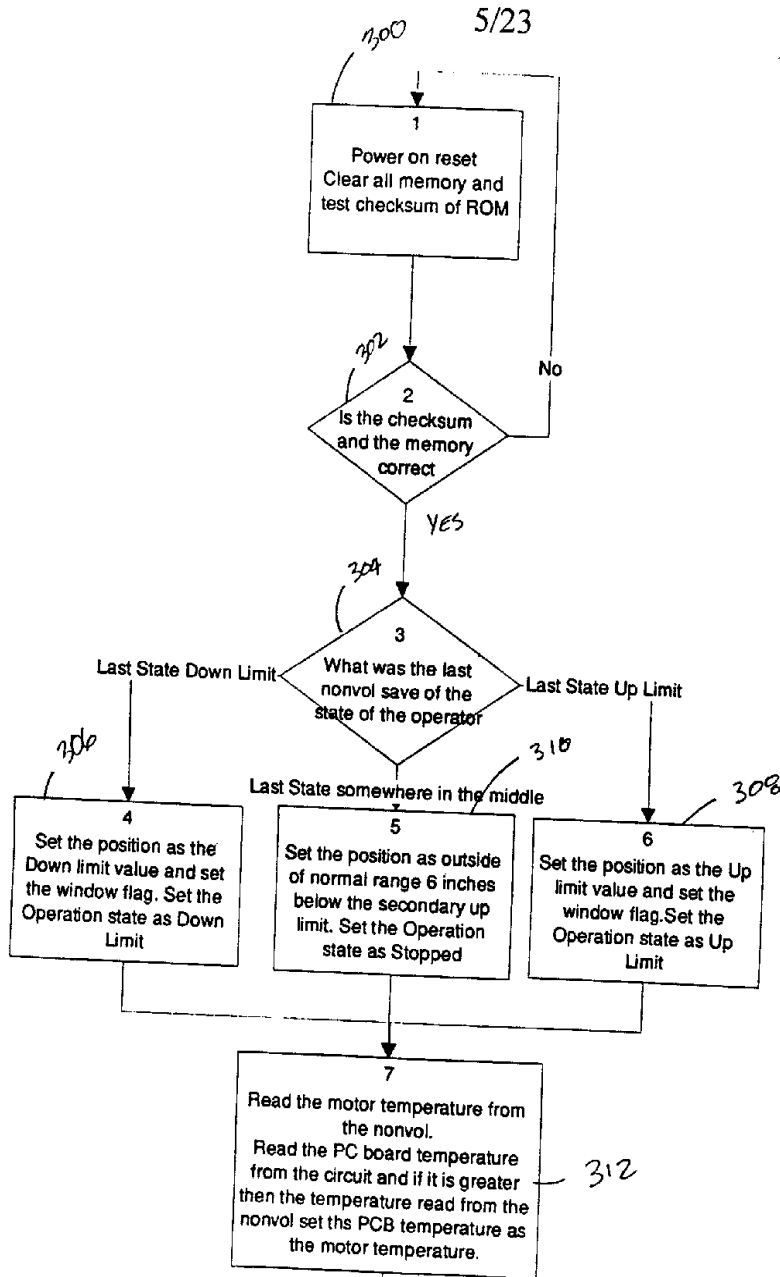 5/23
300
1
Power on reset
Clear all memory and
test checksum of ROM
302
No
2
Is the checksum
and the memory
correct
YES
304
3
What was the last
nonvol save of the
state of the operator
Last State Down Limit
Last State Up Limit
306
Last State somewhere in the middle
310
308
4
Set the position as the
Down limit value and set
the window flag. Set the
Operation state as Down
Limit
5
Set the position as outside
of normal range 6 inches
below the secondary up
limit. Set the Operation
state as Stopped
6
Set the position as the Up
limit value and set the
window flag.Set the
Operation state as Up
Limit
7
Read the motor temperature from
the nonvol.
Read the PC board temperature
from the circuit and if it is greater
then the temperature read from the
nonvol set ths PCB temperature as
the motor temperature.
312